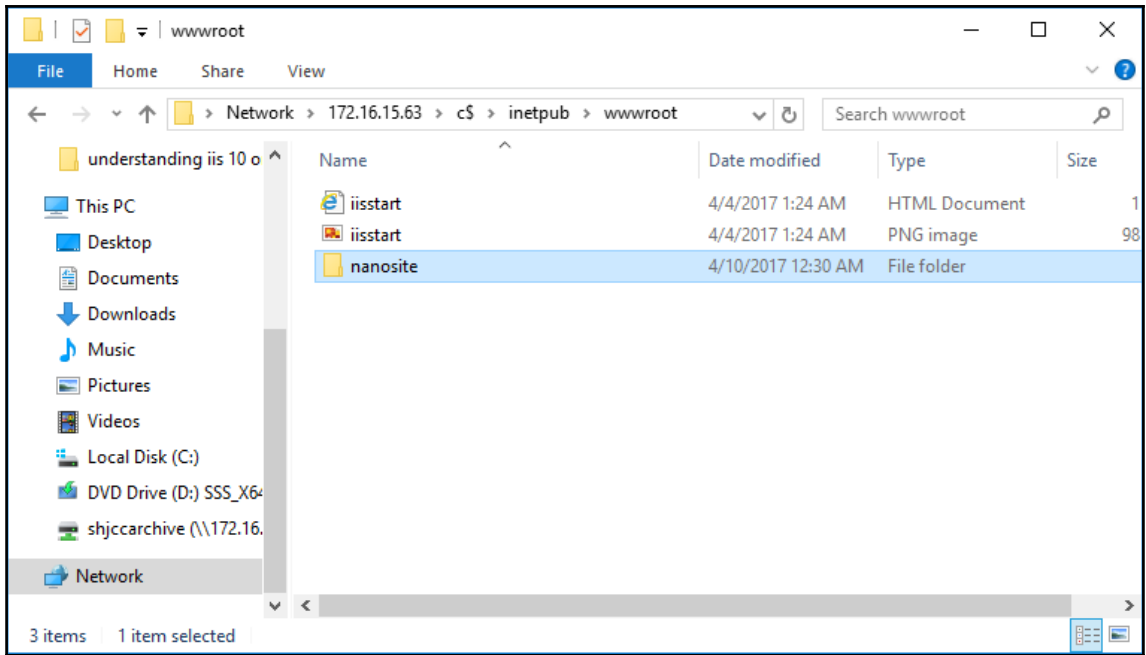 wwwroot
File Home Share View
Network > 172.16.15.63 > c$ > inetpub > wwwroot Search wwwroot
understanding iis 10 o
This PC
Desktop
Documents
Downloads
Music
Pictures
Videos
Local Disk (C:)
DVD Drive (D:) SSS_X64
shjccarchive (\\172.16.
Network
Name Date modified Type Size
iisstart 4/4/2017 1:24 AM HTML Document 1
iisstart 4/4/2017 1:24 AM PNG image 98
nanosite 4/10/2017 12:30 AM File folder
3 items 1 item selected